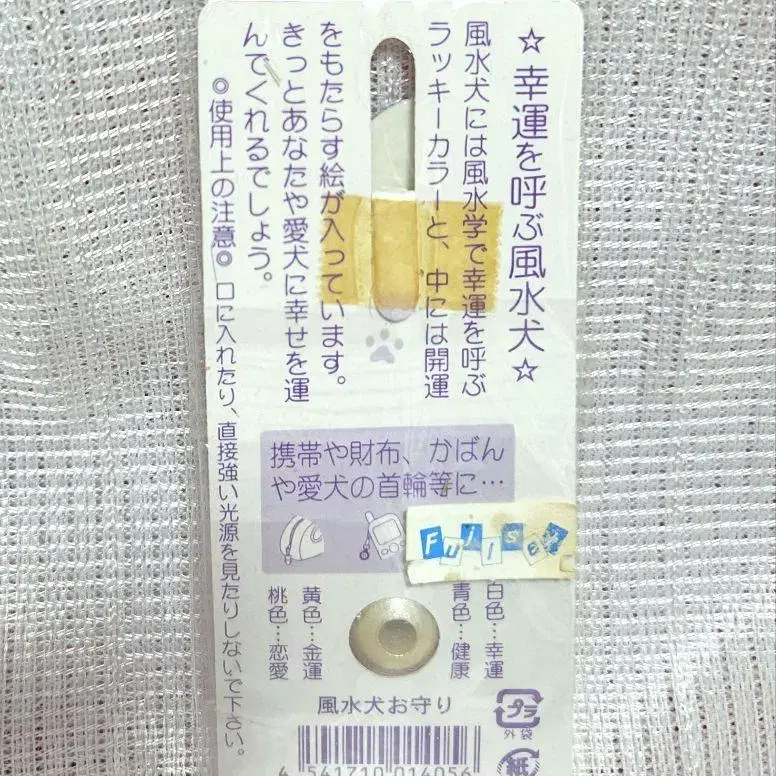 ☆幸運を呼ぶ風水犬☆
風水犬には風水学で幸運を呼ぶ
ラッキーカラーと、中には開運
をもたらす絵が入っています。
きっとあなたや愛犬に幸せを運
んでくれるでしょう。
◎使用上の注意◎
口に入れたり、直接強い光源を見たりしないで下さい。
携帯や財布、かばん
や愛犬の首輪等に…
Fujisey
白色…幸運
青色…健康
黄色…金運
桃色…恋愛
風水犬お守り
プラ
外袋
紙
4 541710 014056